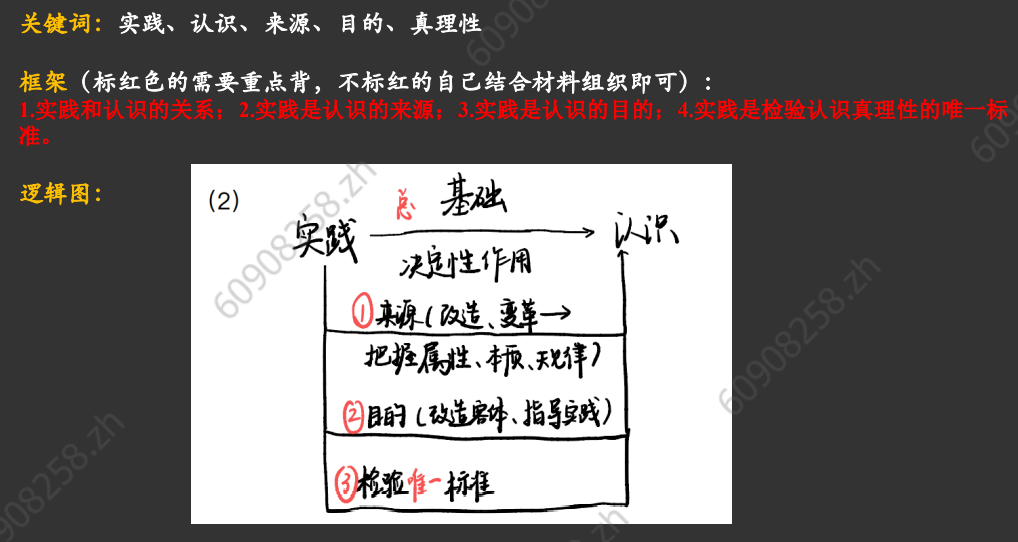 关键词：实践、认识、来源、目的、真理性
框架（标红色的需要重点背，不标红的自己结合材料组织即可）：
1.实践和认识的关系；2.实践是认识的来源；3.实践是认识的目的；4.实践是检验认识真理性的唯一标
准。
逻辑图：
（2）
总 基础
实践 认识
决定性作用
①来源（改造、变革→
把握属性、本质、规律）
②目的（改造客体、指导实践）
③检验唯一标准
60908258.zh
60908258.zh
60908258.zh